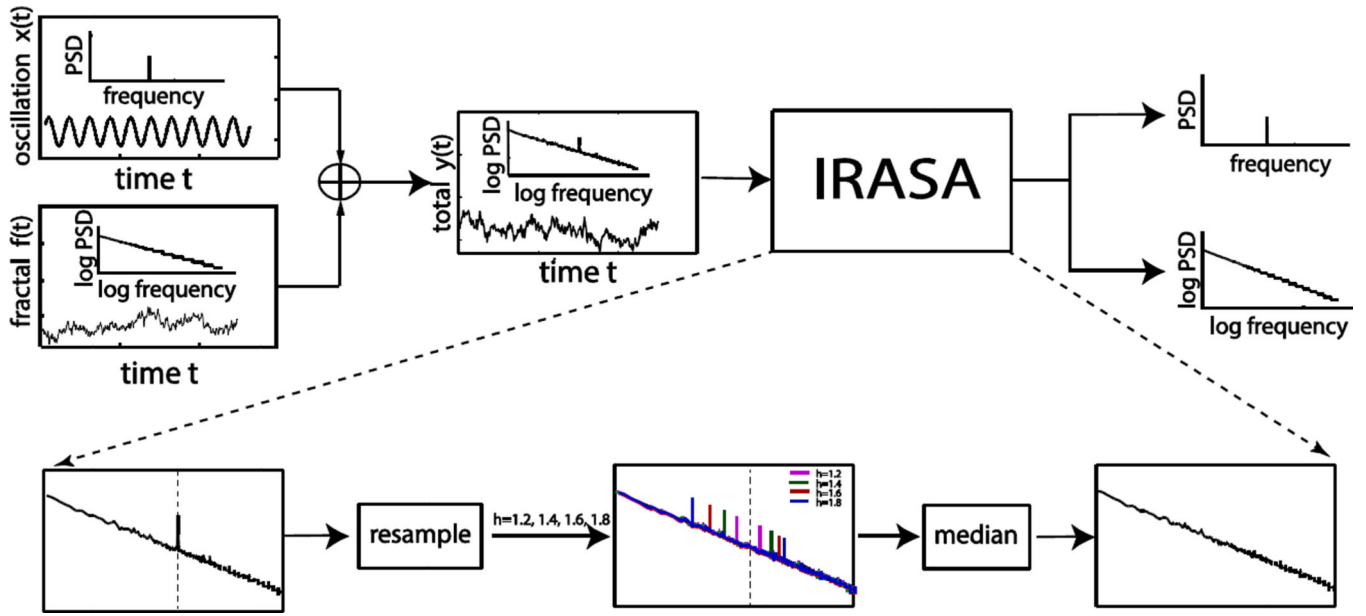 oscillation x(t)
PSD
frequency
time t
fractal f(t)
log PSD
log frequency
time t
total y(t)
log PSD
log frequency
time t
IRASA
PSD
frequency
log PSD
log frequency
resample
h=1.2, 1.4, 1.6, 1.8
h=1.2
h=1.4
h=1.6
h=1.8
median